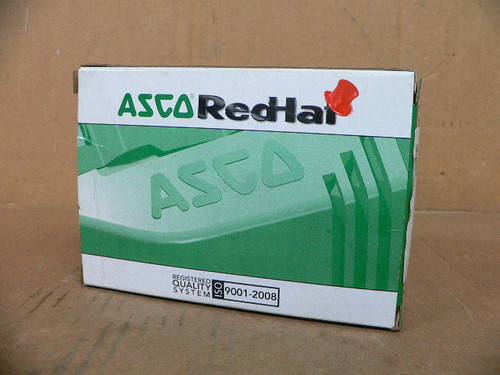 ASCO® RedHat
ASCO
REGISTERED
QUALITY
SYSTEM
ISO 9001-2008